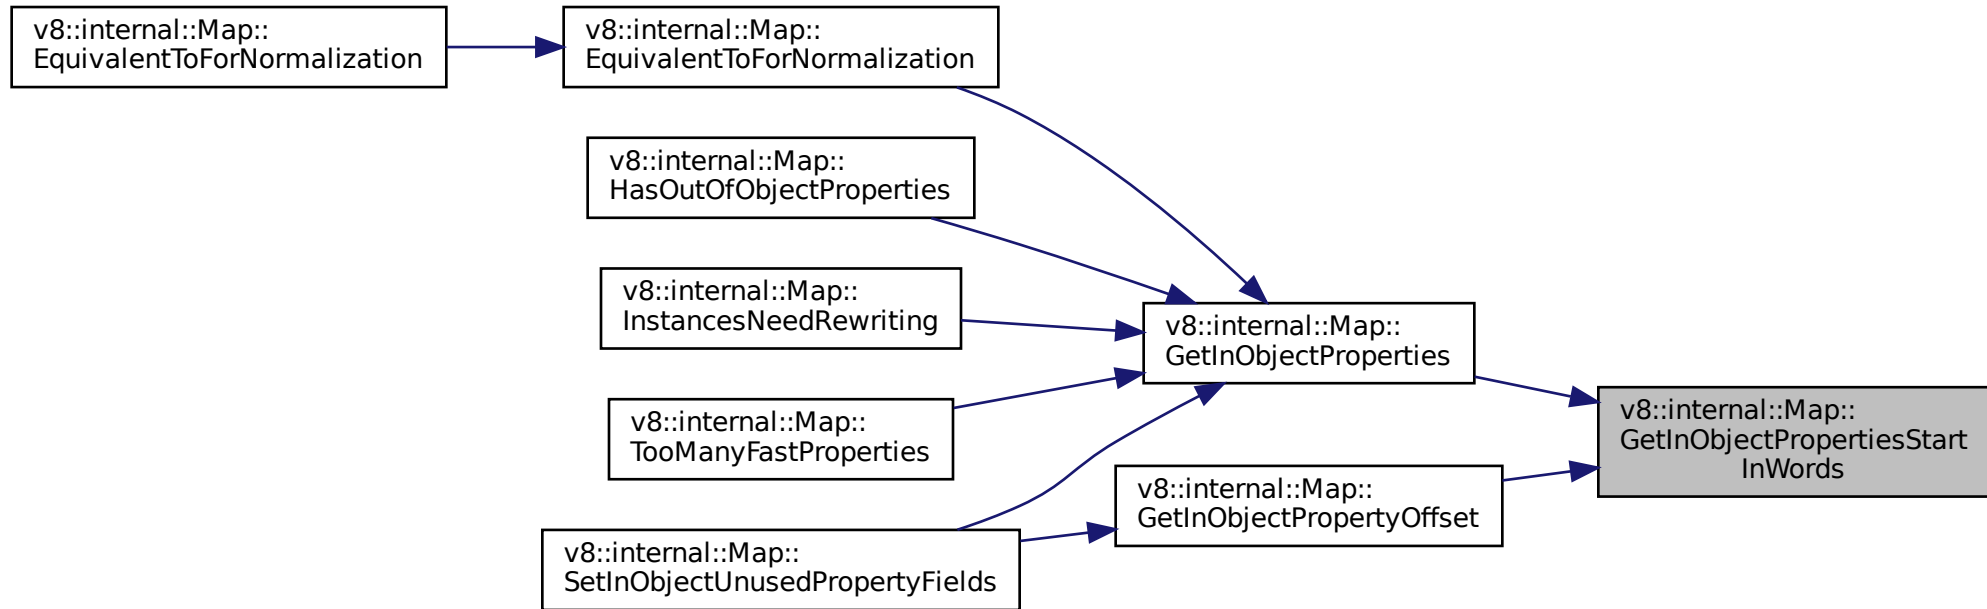 v8::internal::Map::
EquivalentToForNormalization
v8::internal::Map::
EquivalentToForNormalization
v8::internal::Map::
HasOutOfObjectProperties
v8::internal::Map::
InstancesNeedRewriting
v8::internal::Map::
GetInObjectProperties
v8::internal::Map::
TooManyFastProperties
v8::internal::Map::
GetInObjectPropertiesStart
InWords
v8::internal::Map::
GetInObjectPropertyOffset
v8::internal::Map::
SetInObjectUnusedPropertyFields